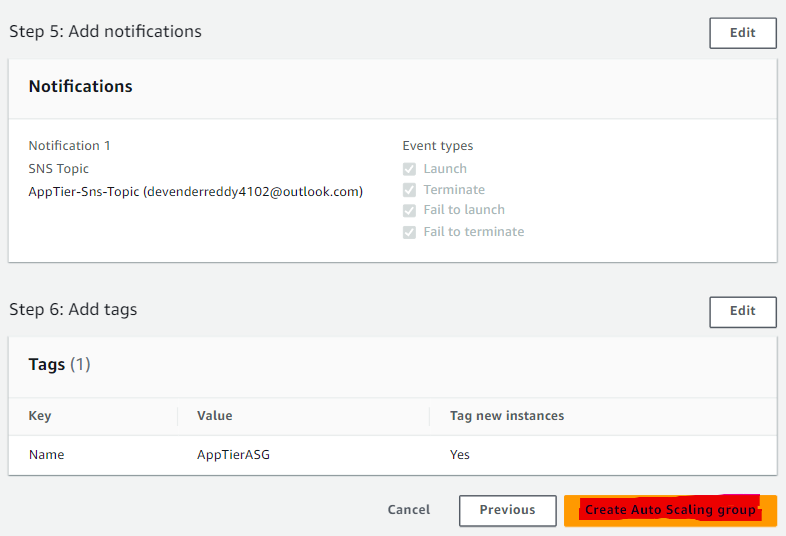 Step 5: Add notifications
Edit
Notifications
Notification 1
SNS Topic
AppTier-Sns-Topic (devenderreddy4102@outlook.com)
Event types
Launch
Terminate
Fail to launch
Fail to terminate
Step 6: Add tags
Edit
Tags (1)
Key Value Tag new instances
Name AppTierASG Yes
Cancel Previous Create Auto Scaling group